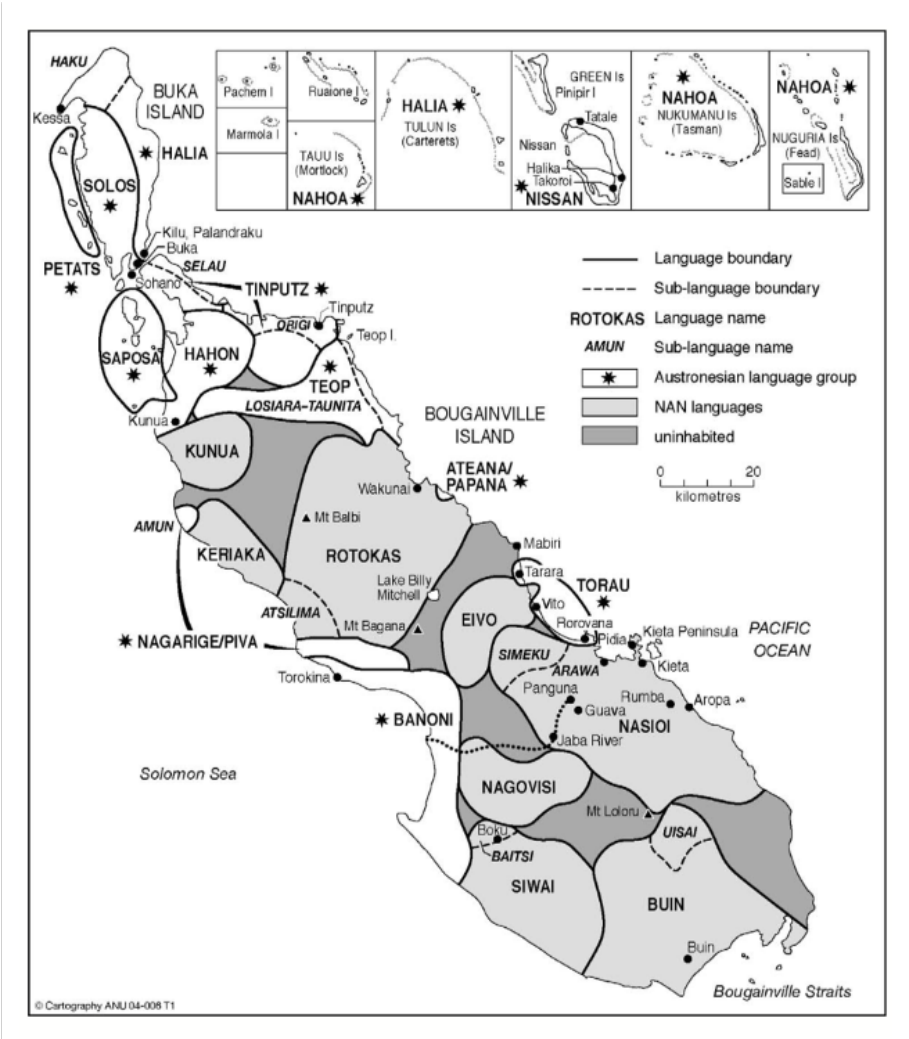 HAKU
BUKA
ISLAND
Kessa
HALIA
SOLOS
Kilu, Palandraku
Buka
PETATS
Sohano
SELAU
TINPUTZ
Tinputz
ORIGI
Teop I.
SAPOSA
HAHON
TEOP
LOSIARA–TAUNITA
Kunua
KUNUA
BOUGAINVILLE
ISLAND
ATEANA/
PAPANA
Wakunai
Mt Balbi
AMUN
KERIAKA
ROTOKAS
Mabiri
Lake Billy
Mitchell
Tarara
TORAU
ATSILIMA
Mt Bagana
EIVO
Vito
Rorovana
Pidia
Kieta Peninsula
NAGARIGE/PIVA
SIMEKU
ARAWA
Kieta
PACIFIC
OCEAN
Torokina
Panguna
Guava
Rumba
Aropa
BANONI
NASIOI
Jaba River
Solomon Sea
NAGOVISI
Mt Loloru
UISAI
Boku
BAITSI
SIWAI
BUIN
Buin
Bougainville Straits
Pachem I
Marmola I
Ruaione I
TAUU Is
(Mortlock)
NAHOA
HALIA
TULUN Is
(Carterets)
GREEN Is
Pinipir I
Tatale
Nissan
Halika
Takoroi
NISSAN
NAHOA
NUKUMANU Is
(Tasman)
NAHOA
NUGURIA Is
(Fead)
Sable I
Language boundary
Sub-language boundary
ROTOKAS Language name
AMUN Sub-language name
Austronesian language group
NAN languages
uninhabited
0 20
kilometres
© Cartography ANU 04-008 T1